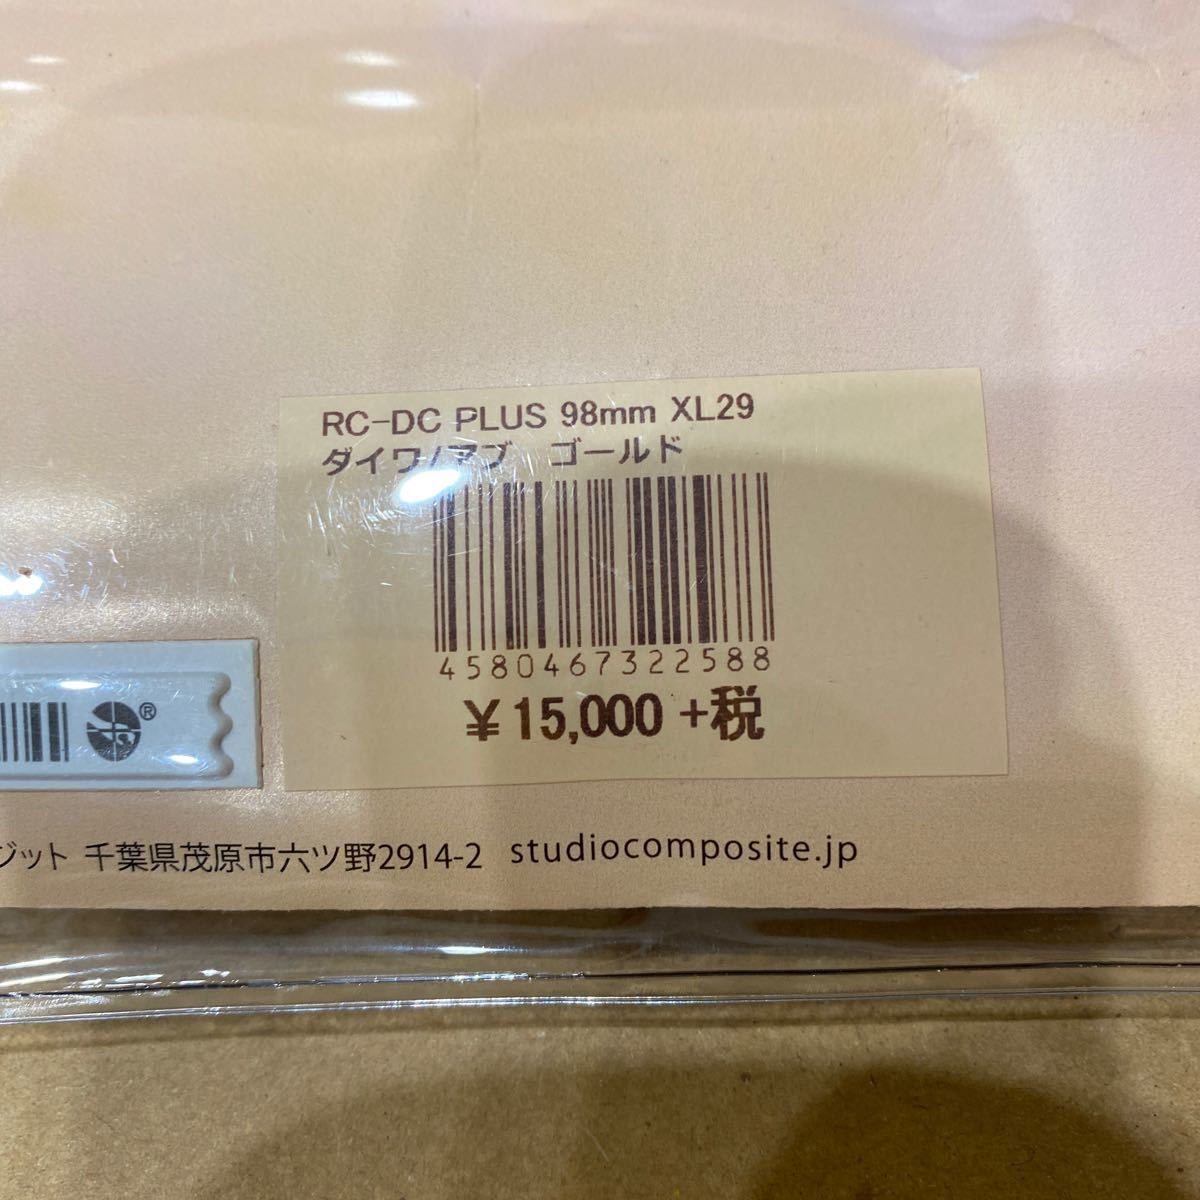 RC-DC PLUS 98mm XL29
ダイワ/アブ ゴールド
4580467322588
¥15,000 +税
®
ジット 千葉県茂原市六ツ野2914-2 studiocomposite.jp